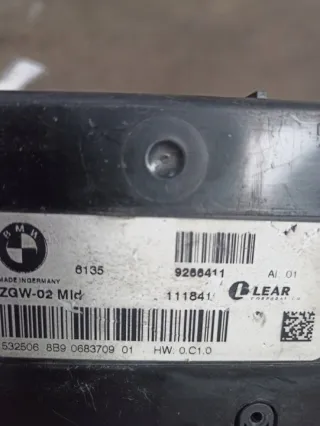 BMW
MADE IN GERMANY
6135 9266411 AI. 01
ZGW-02 Mid 111841 LEAR
CORPORATION
532506 8B9 0683709 01 HW. 0.C1.0